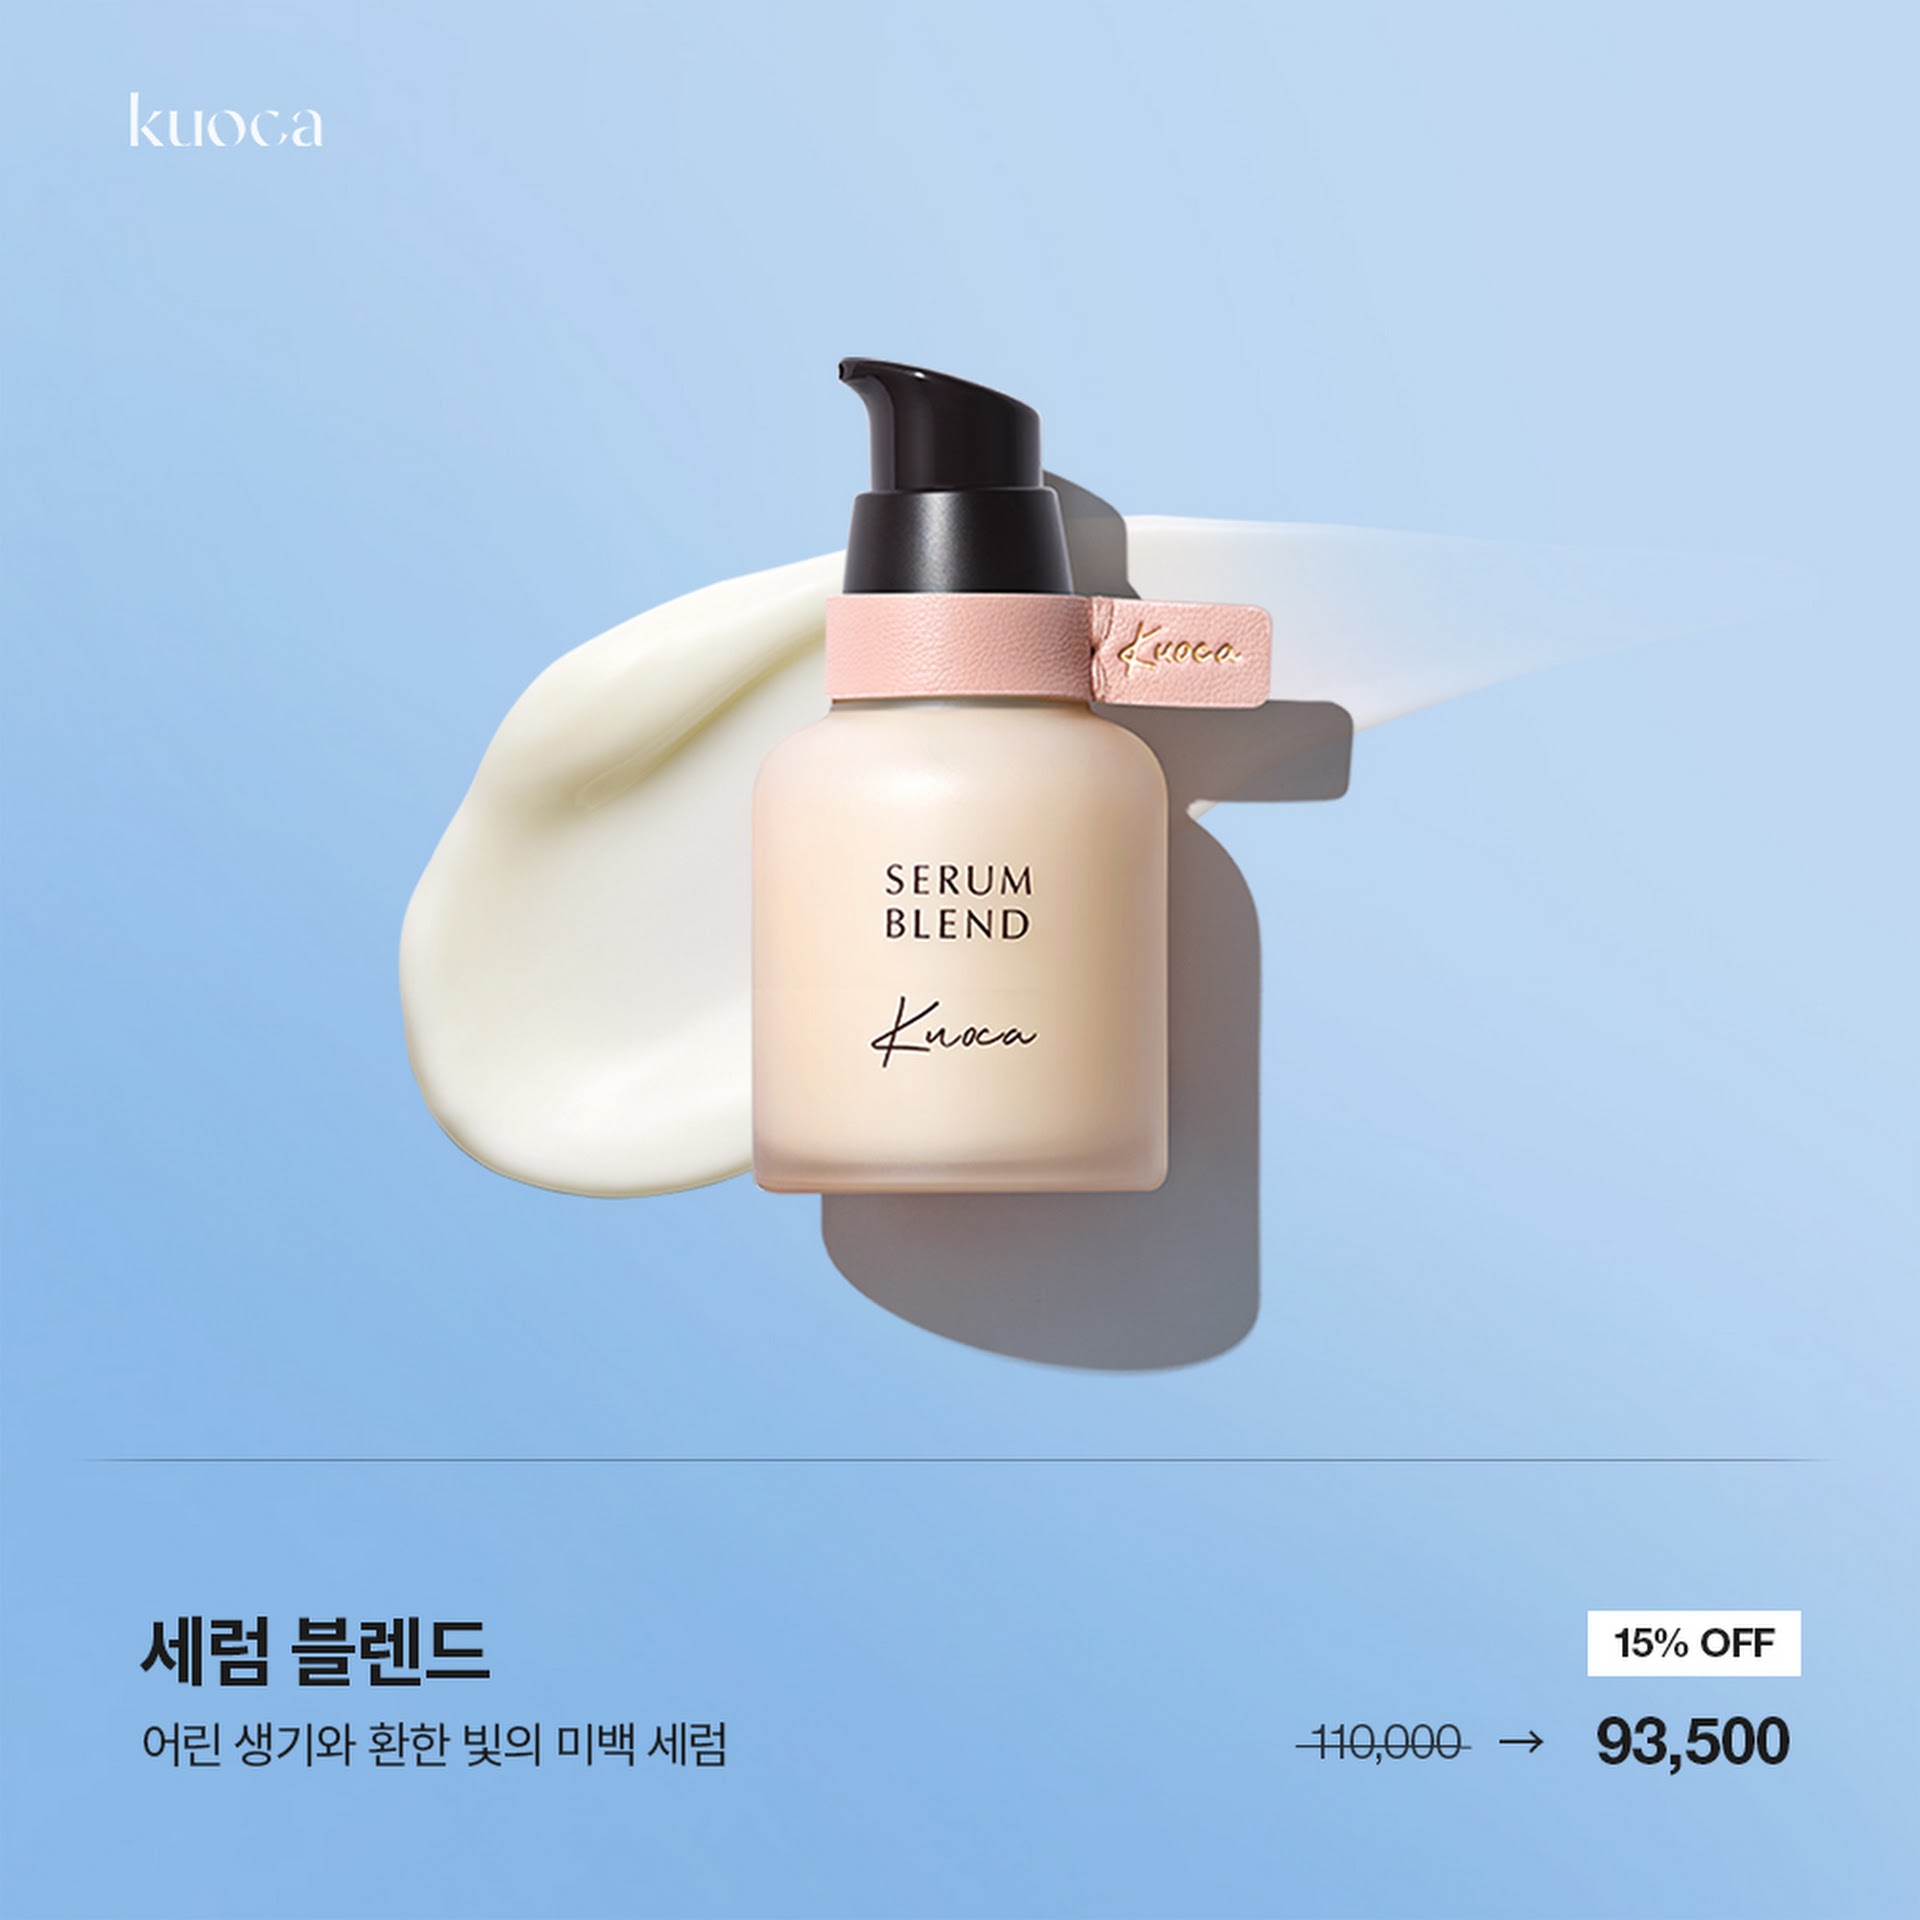 kuoca
Kuoca
SERUM
BLEND
Kuoca
세럼 블렌드
어린 생기와 환한 빛의 미백 세럼
15% OFF
110,000 → 93,500